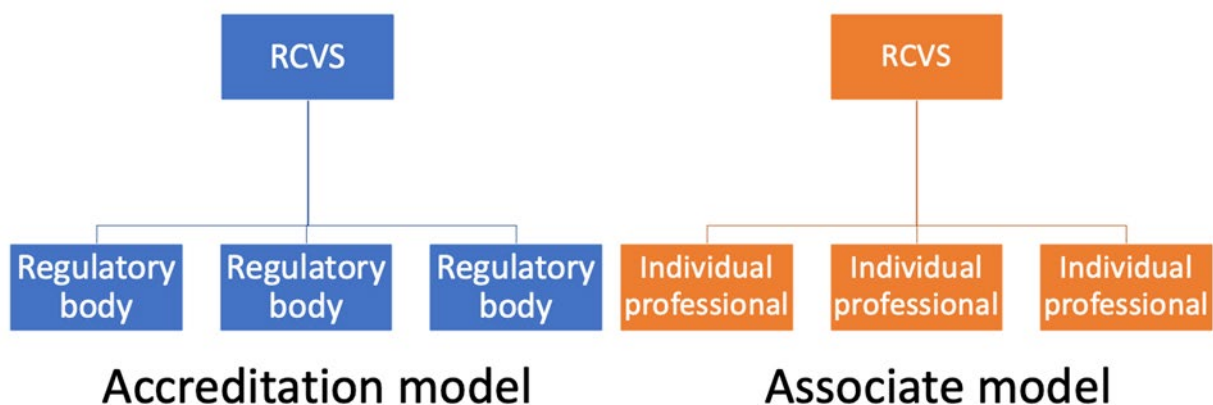 RCVS
RCVS
Regulatory
body
Regulatory
body
Regulatory
body
Individual
professional
Individual
professional
Individual
professional
Accreditation model
Associate model